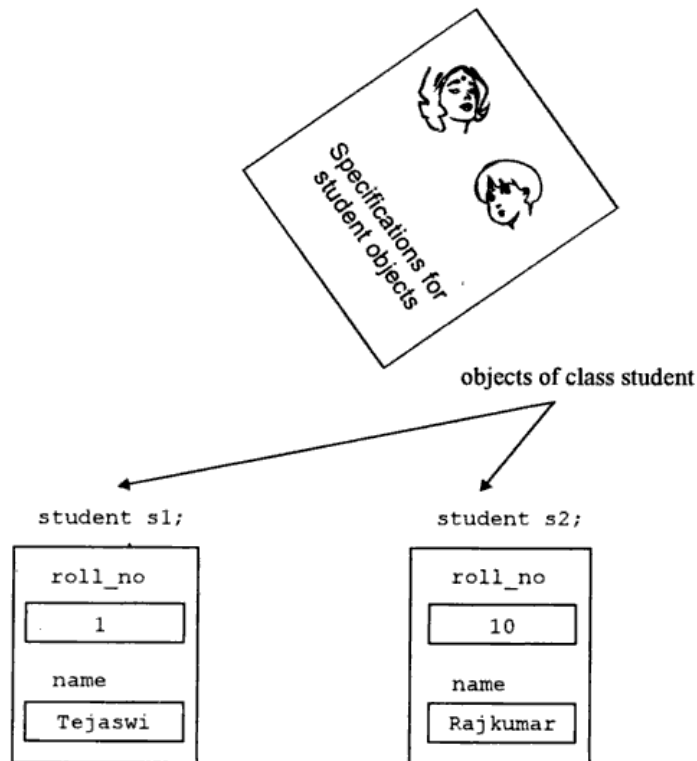 Specifications for
student objects
objects of class student
student s1;
roll_no
1
name
Tejaswi
student s2;
roll_no
10
name
Rajkumar